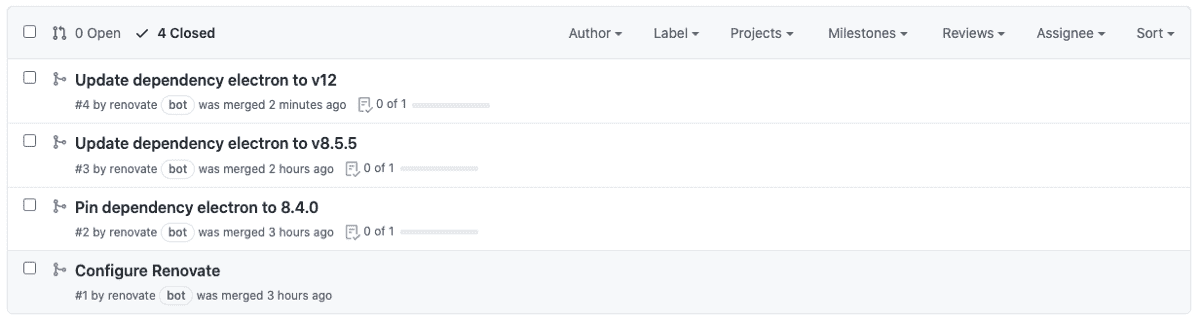 0 Open 4 Closed Author Label Projects Milestones Reviews Assignee Sort
Update dependency electron to v12
#4 by renovate bot was merged 2 minutes ago 0 of 1
Update dependency electron to v8.5.5
#3 by renovate bot was merged 2 hours ago 0 of 1
Pin dependency electron to 8.4.0
#2 by renovate bot was merged 3 hours ago 0 of 1
Configure Renovate
#1 by renovate bot was merged 3 hours ago